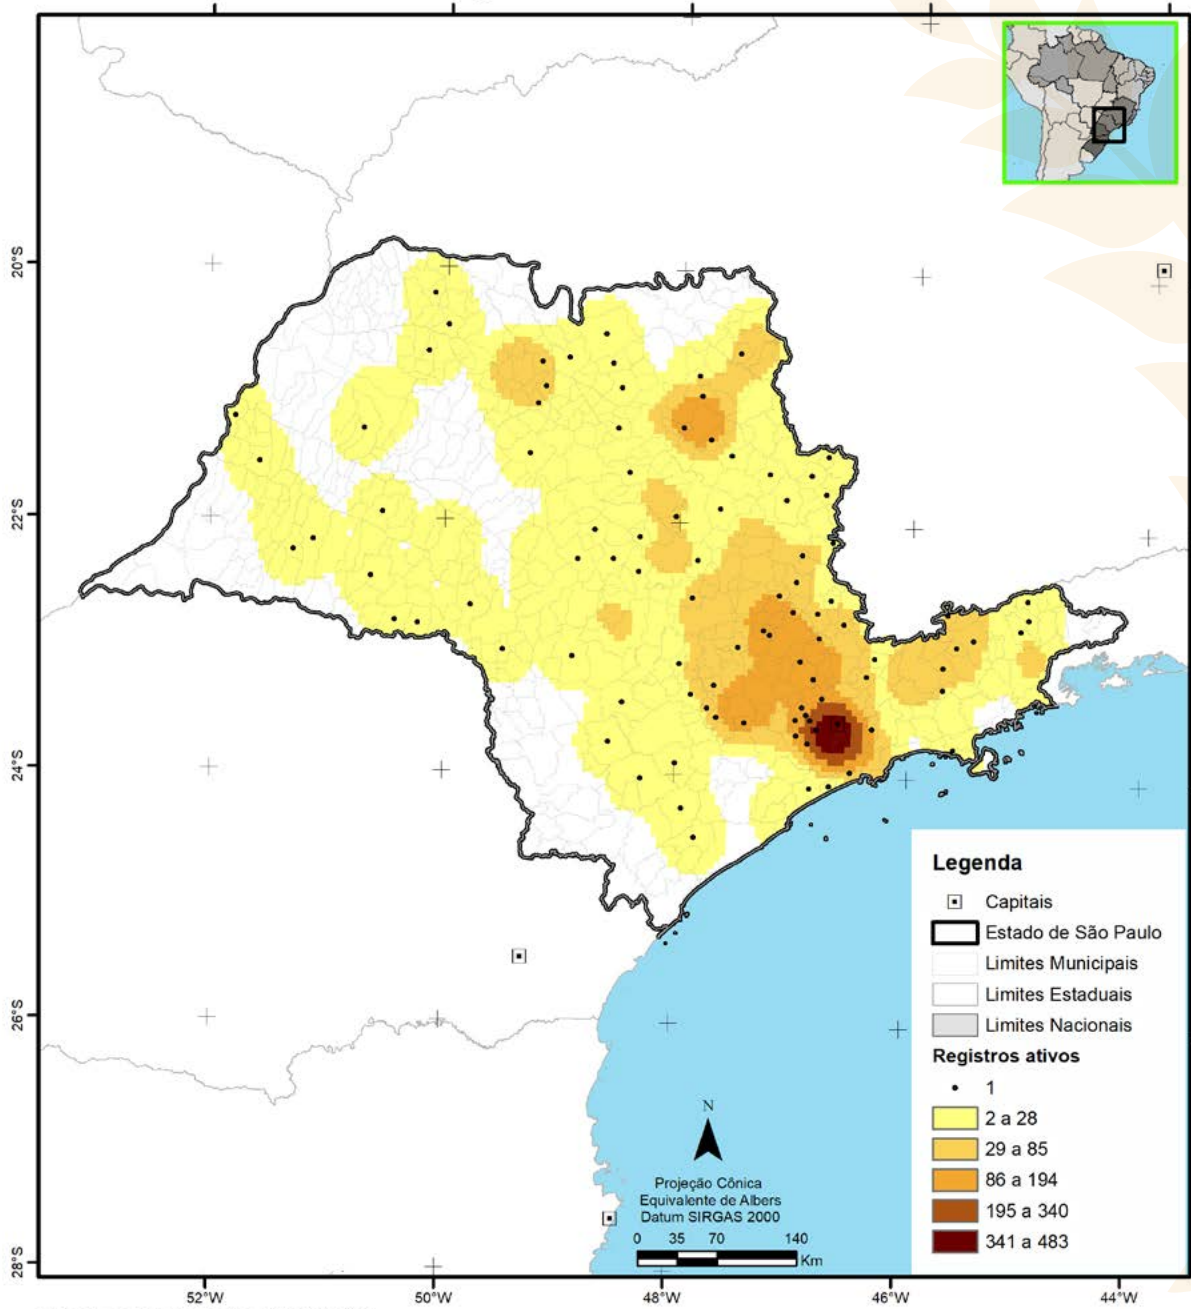 20°S
22°S
24°S
26°S
28°S
Legenda
Capitais
Estado de São Paulo
Limites Municipais
Limites Estaduais
Limites Nacionais
Registros ativos
1
2 a 28
29 a 85
86 a 194
195 a 340
341 a 483
N
Projeção Cônica
Equivalente de Albers
Datum SIRGAS 2000
0 35 70 140
Km
52°W 50°W 48°W 46°W 44°W